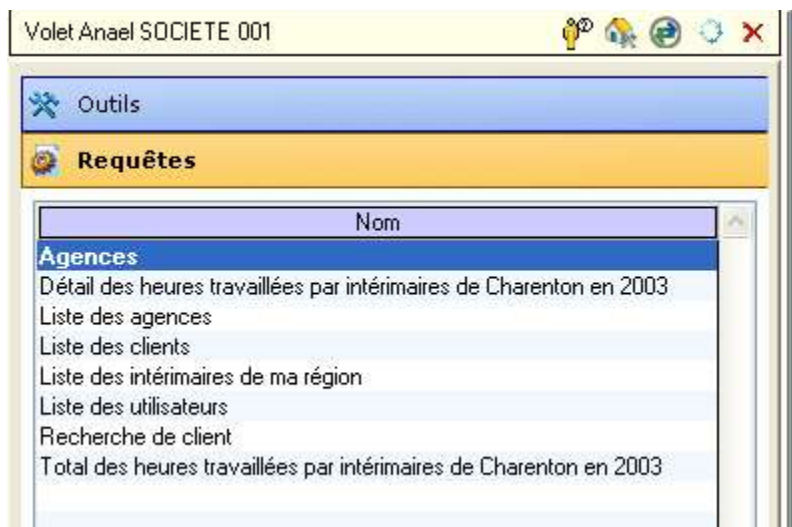 Volet Anael SOCIETE 001
Outils
Requêtes
Nom
Agences
Détail des heures travaillées par intérimaires de Charenton en 2003
Liste des agences
Liste des clients
Liste des intérimaires de ma région
Liste des utilisateurs
Recherche de client
Total des heures travaillées par intérimaires de Charenton en 2003